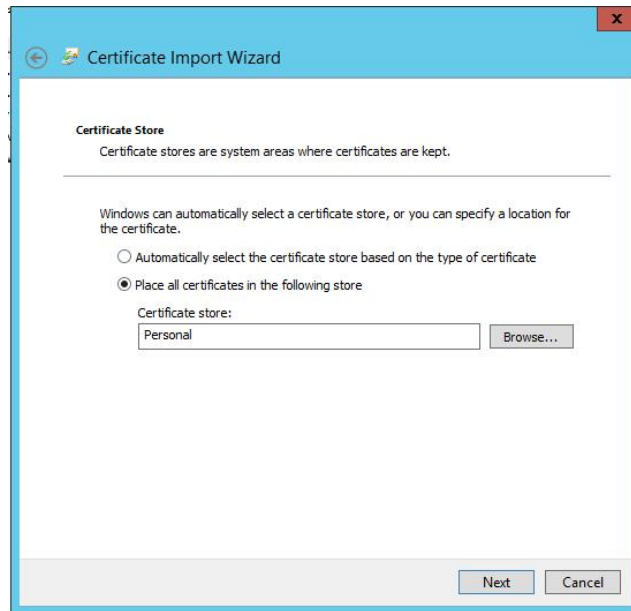 x
Certificate Import Wizard
Certificate Store
Certificate stores are system areas where certificates are kept.
Windows can automatically select a certificate store, or you can specify a location for
the certificate.
Automatically select the certificate store based on the type of certificate
Place all certificates in the following store
Certificate store:
Personal
Browse...
Next
Cancel